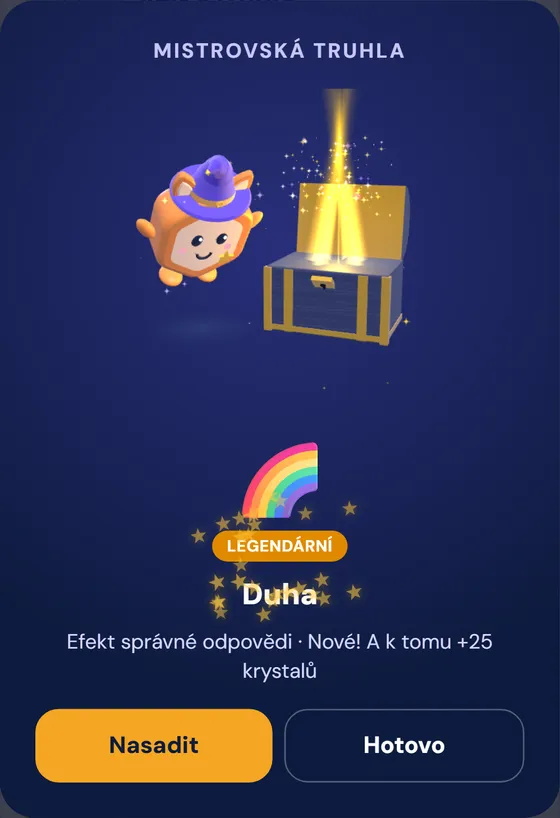 MISTROVSKÁ TRUHLA
LEGENDÁRNÍ
Duha
Efekt správné odpovědi · Nové! A k tomu +25
krystalů
Nasadit
Hotovo